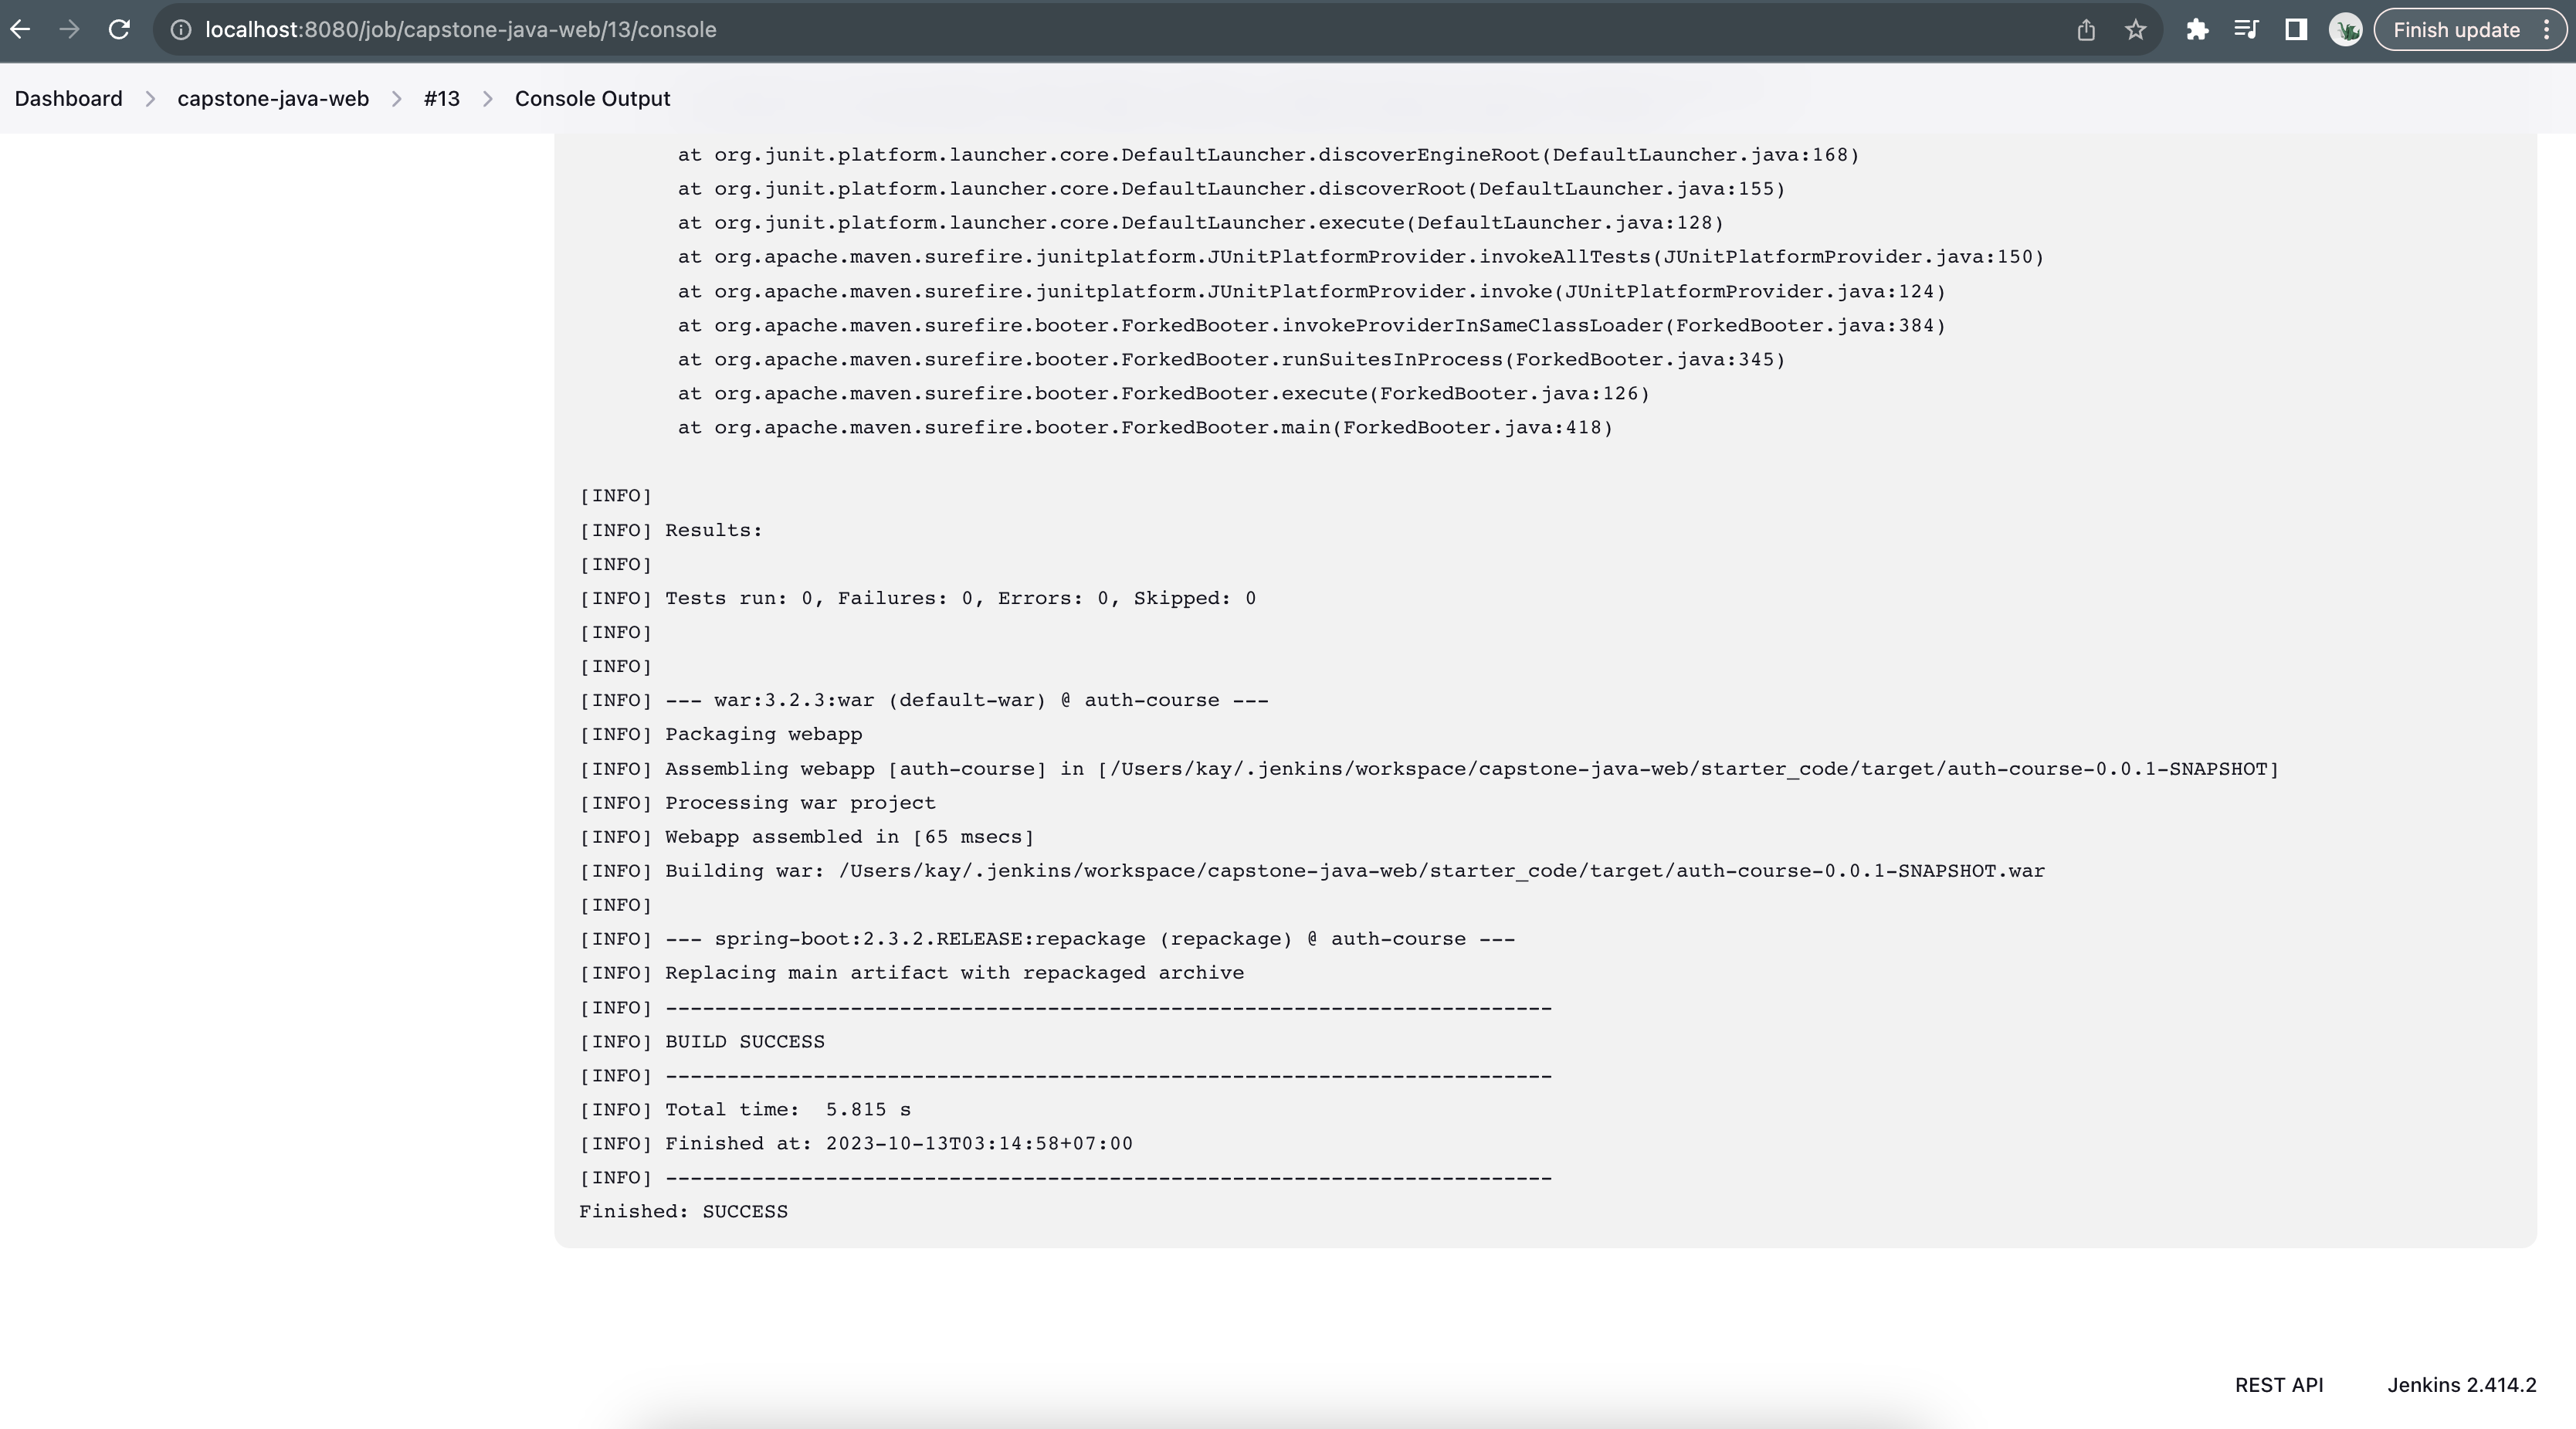 localhost:8080/job/capstone-java-web/13/console
Finish update
Dashboard > capstone-java-web > #13 > Console Output
at org.junit.platform.launcher.core.DefaultLauncher.discoverEngineRoot(DefaultLauncher.java:168)
at org.junit.platform.launcher.core.DefaultLauncher.discoverRoot(DefaultLauncher.java:155)
at org.junit.platform.launcher.core.DefaultLauncher.execute(DefaultLauncher.java:128)
at org.apache.maven.surefire.junitplatform.JUnitPlatformProvider.invokeAllTests(JUnitPlatformProvider.java:150)
at org.apache.maven.surefire.junitplatform.JUnitPlatformProvider.invoke(JUnitPlatformProvider.java:124)
at org.apache.maven.surefire.booter.ForkedBooter.invokeProviderInSameClassLoader(ForkedBooter.java:384)
at org.apache.maven.surefire.booter.ForkedBooter.runSuitesInProcess(ForkedBooter.java:345)
at org.apache.maven.surefire.booter.ForkedBooter.execute(ForkedBooter.java:126)
at org.apache.maven.surefire.booter.ForkedBooter.main(ForkedBooter.java:418)
[INFO]
[INFO] Results:
[INFO]
[INFO] Tests run: 0, Failures: 0, Errors: 0, Skipped: 0
[INFO]
[INFO]
[INFO] --- war:3.2.3:war (default-war) @ auth-course ---
[INFO] Packaging webapp
[INFO] Assembling webapp [auth-course] in [/Users/kay/.jenkins/workspace/capstone-java-web/starter_code/target/auth-course-0.0.1-SNAPSHOT]
[INFO] Processing war project
[INFO] Webapp assembled in [65 msecs]
[INFO] Building war: /Users/kay/.jenkins/workspace/capstone-java-web/starter_code/target/auth-course-0.0.1-SNAPSHOT.war
[INFO]
[INFO] --- spring-boot:2.3.2.RELEASE:repackage (repackage) @ auth-course ---
[INFO] Replacing main artifact with repackaged archive
[INFO] ------------------------------------------------------------------------
[INFO] BUILD SUCCESS
[INFO] ------------------------------------------------------------------------
[INFO] Total time:  5.815 s
[INFO] Finished at: 2023-10-13T03:14:58+07:00
[INFO] ------------------------------------------------------------------------
Finished: SUCCESS
REST API
Jenkins 2.414.2